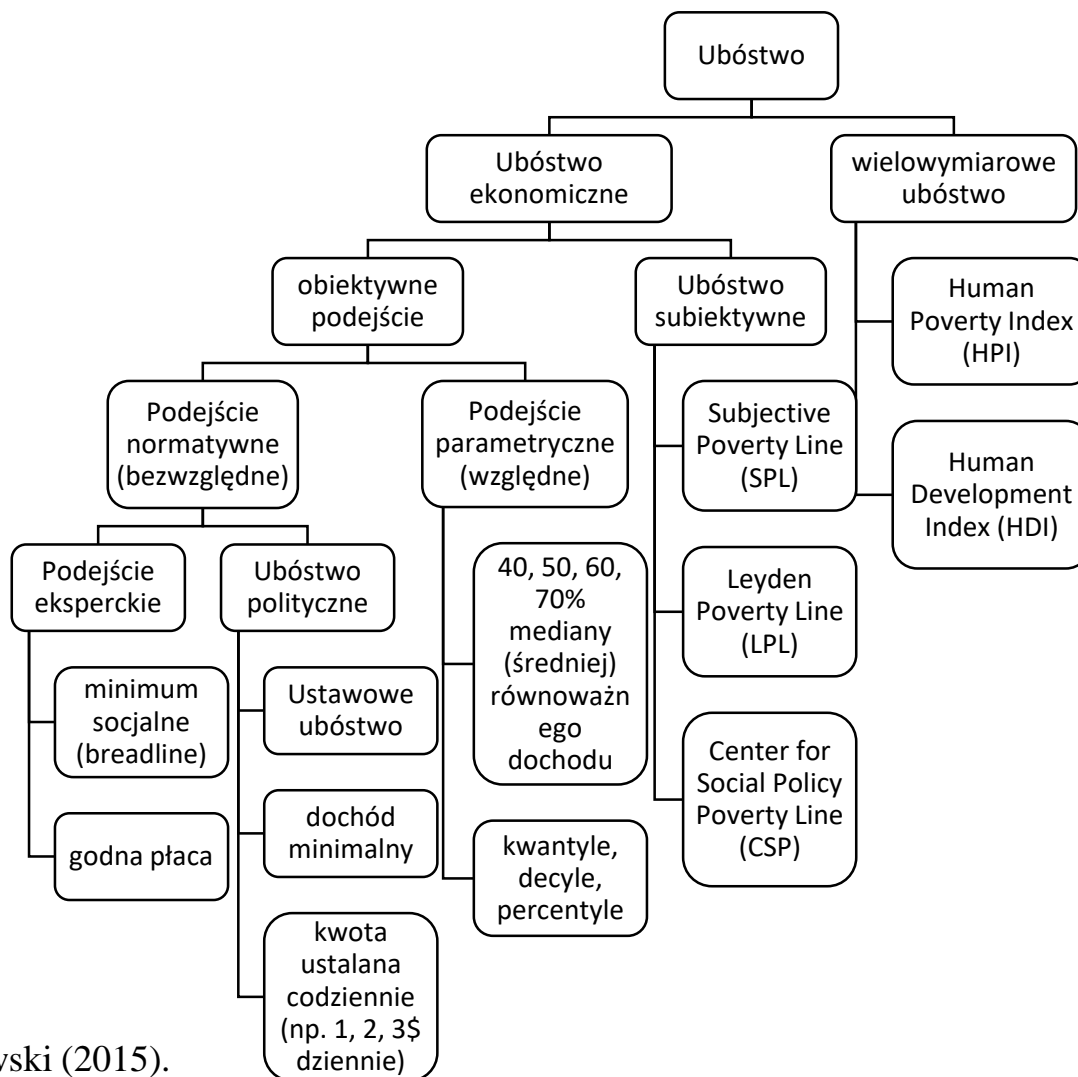 Ubóstwo
Ubóstwo
ekonomiczne
wielowymiarowe
ubóstwo
obiektywne
podejście
Ubóstwo
subiektywne
Human
Poverty Index
(HPI)
Human
Development
Index (HDI)
Podejście
normatywne
(bezwzględne)
Podejście
parametryczne
(względne)
Subjective
Poverty Line
(SPL)
Leyden
Poverty Line
(LPL)
Center for
Social Policy
Poverty Line
(CSP)
Podejście
eksperckie
Ubóstwo
polityczne
40, 50, 60,
70%
mediany
(średniej)
równoważn
ego
dochodu
kwantyle,
decyle,
percentyle
minimum
socjalne
(breadline)
godna płaca
Ustawowe
ubóstwo
dochód
minimalny
kwota
ustalana
codziennie
(np. 1, 2, 3$
dziennie)
wski (2015).